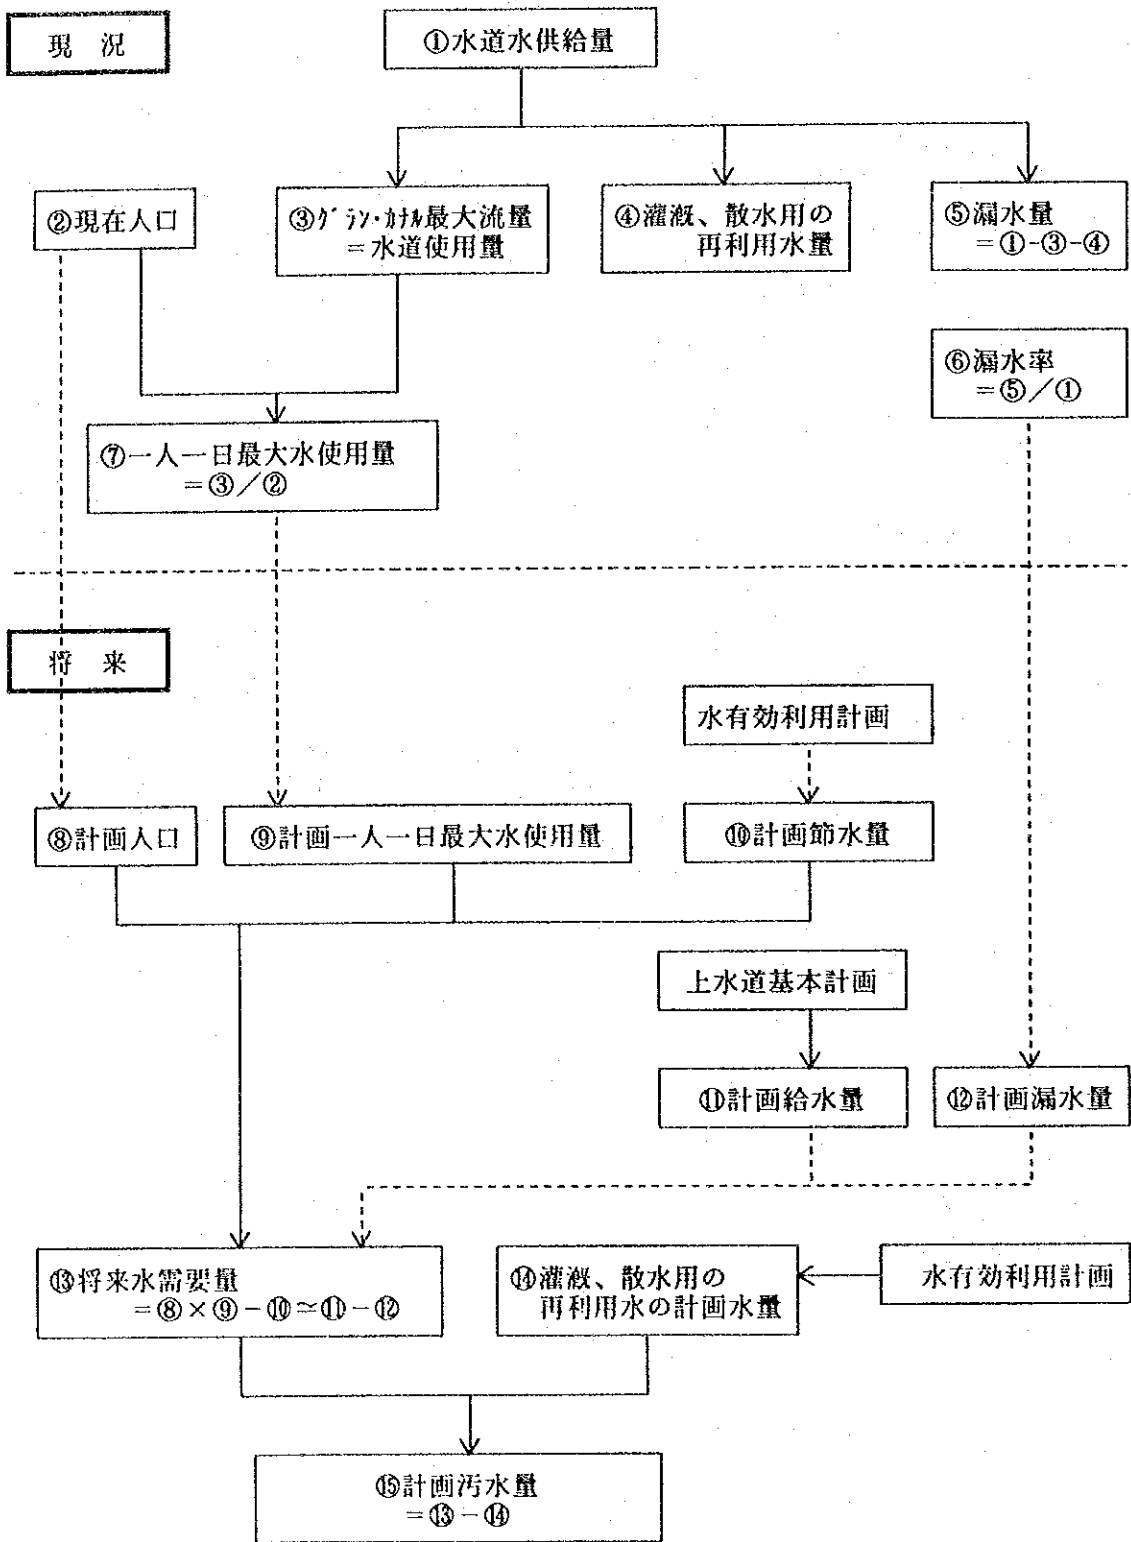 現況
①水道水供給量
②現在人口
③グラン・カナル最大流量
＝水道使用量
④灌漑、散水用の
再利用水量
⑤漏水量
＝①-③-④
⑥漏水率
＝⑤／①
⑦一人一日最大水使用量
＝③／②
将来
水有効利用計画
⑧計画人口
⑨計画一人一日最大水使用量
⑩計画節水量
上水道基本計画
⑪計画給水量
⑫計画漏水量
⑬将来水需要量
＝⑧×⑨－⑩≃⑪－⑫
⑭灌漑、散水用の
再利用水の計画水量
水有効利用計画
⑮計画汚水量
＝⑬－⑭